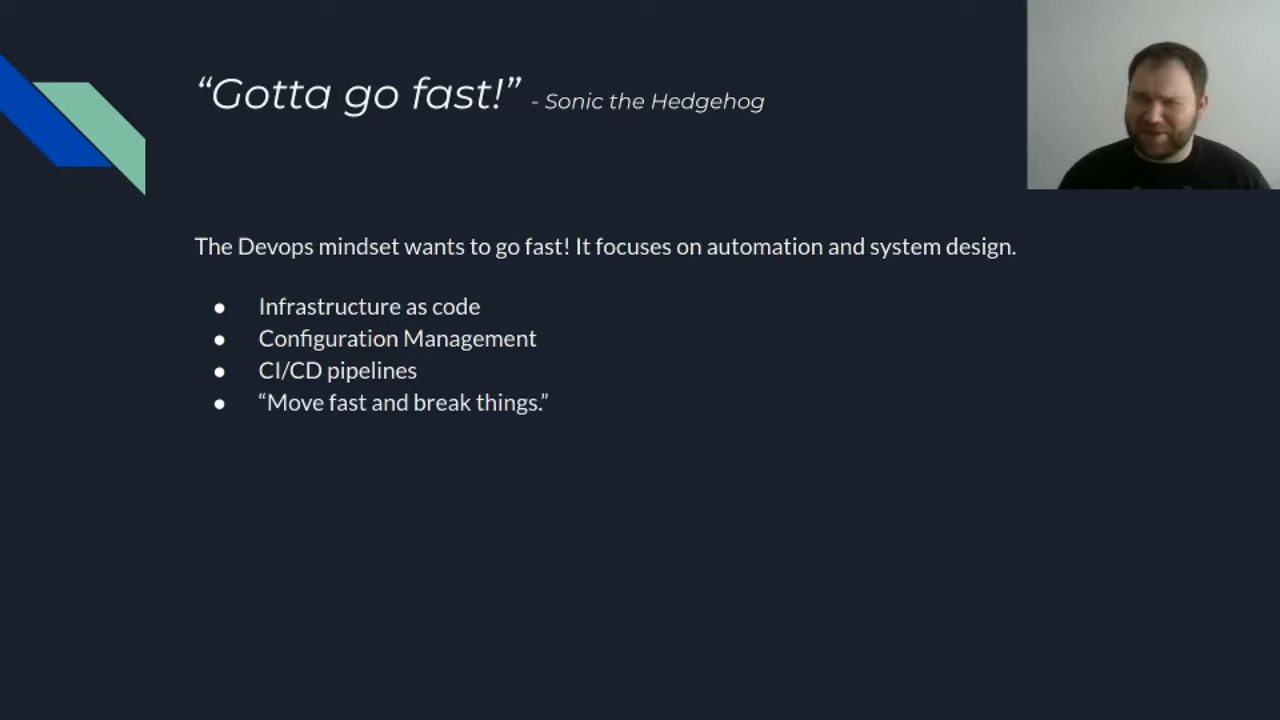 “Gotta go fast!” - Sonic the Hedgehog
The Devops mindset wants to go fast! It focuses on automation and system design.
● Infrastructure as code
● Configuration Management
● CI/CD pipelines
● “Move fast and break things.”